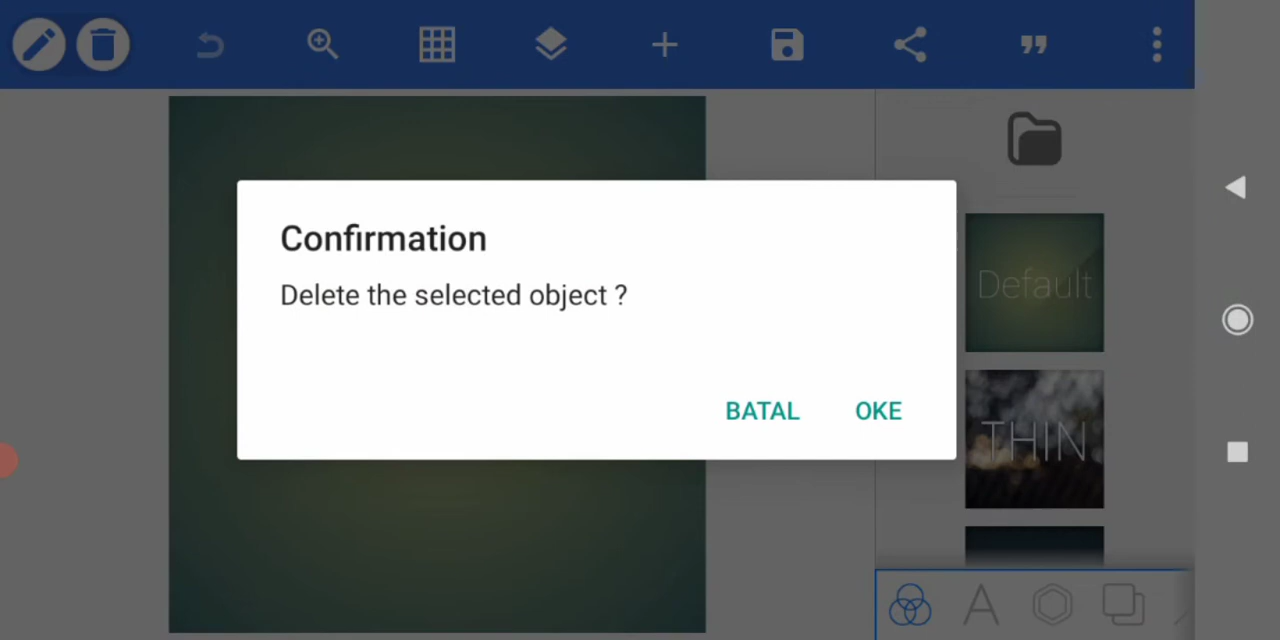 Confirmation
Delete the selected object ?
BATAL OKE
Default
THIN